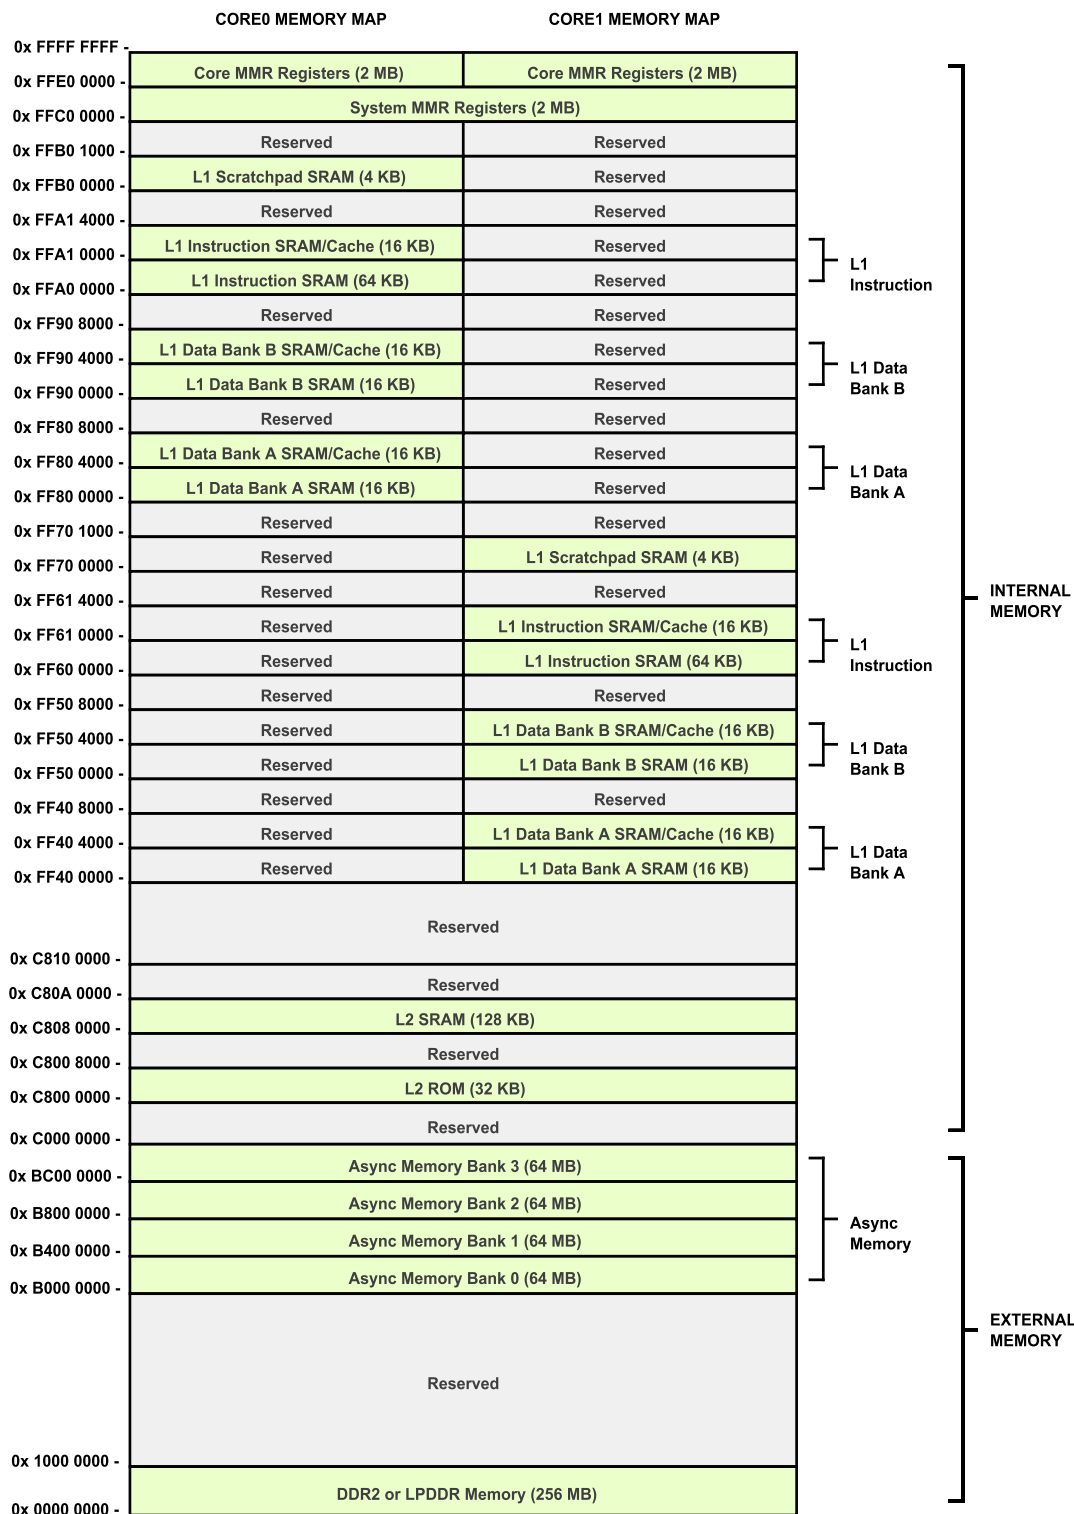 CORE0 MEMORY MAP CORE1 MEMORY MAP
0x FFFF FFFF -
Core MMR Registers (2 MB) Core MMR Registers (2 MB)
0x FFE0 0000 -
System MMR Registers (2 MB)
0x FFC0 0000 -
Reserved Reserved
0x FFB0 1000 -
L1 Scratchpad SRAM (4 KB) Reserved
0x FFB0 0000 -
Reserved Reserved
0x FFA1 4000 -
L1 Instruction SRAM/Cache (16 KB) Reserved
0x FFA1 0000 -
L1
Instruction
L1 Instruction SRAM (64 KB) Reserved
0x FFA0 0000 -
Reserved Reserved
0x FF90 8000 -
L1 Data Bank B SRAM/Cache (16 KB) Reserved
0x FF90 4000 -
L1 Data
Bank B
L1 Data Bank B SRAM (16 KB) Reserved
0x FF90 0000 -
Reserved Reserved
0x FF80 8000 -
L1 Data Bank A SRAM/Cache (16 KB) Reserved
0x FF80 4000 -
L1 Data
Bank A
L1 Data Bank A SRAM (16 KB) Reserved
0x FF80 0000 -
Reserved Reserved
0x FF70 1000 -
Reserved L1 Scratchpad SRAM (4 KB)
0x FF70 0000 -
Reserved Reserved
0x FF61 4000 -
INTERNAL
MEMORY
Reserved L1 Instruction SRAM/Cache (16 KB)
0x FF61 0000 -
L1
Instruction
Reserved L1 Instruction SRAM (64 KB)
0x FF60 0000 -
Reserved Reserved
0x FF50 8000 -
Reserved L1 Data Bank B SRAM/Cache (16 KB)
0x FF50 4000 -
L1 Data
Bank B
Reserved L1 Data Bank B SRAM (16 KB)
0x FF50 0000 -
Reserved Reserved
0x FF40 8000 -
Reserved L1 Data Bank A SRAM/Cache (16 KB)
0x FF40 4000 -
L1 Data
Bank A
Reserved L1 Data Bank A SRAM (16 KB)
0x FF40 0000 -
Reserved
0x C810 0000 -
Reserved
0x C80A 0000 -
L2 SRAM (128 KB)
0x C808 0000 -
Reserved
0x C800 8000 -
L2 ROM (32 KB)
0x C800 0000 -
Reserved
0x C000 0000 -
Async Memory Bank 3 (64 MB)
0x BC00 0000 -
Async Memory Bank 2 (64 MB)
0x B800 0000 -
Async
Memory
Async Memory Bank 1 (64 MB)
0x B400 0000 -
Async Memory Bank 0 (64 MB)
0x B000 0000 -
EXTERNAL
MEMORY
Reserved
0x 1000 0000 -
DDR2 or LPDDR Memory (256 MB)
0x 0000 0000 -